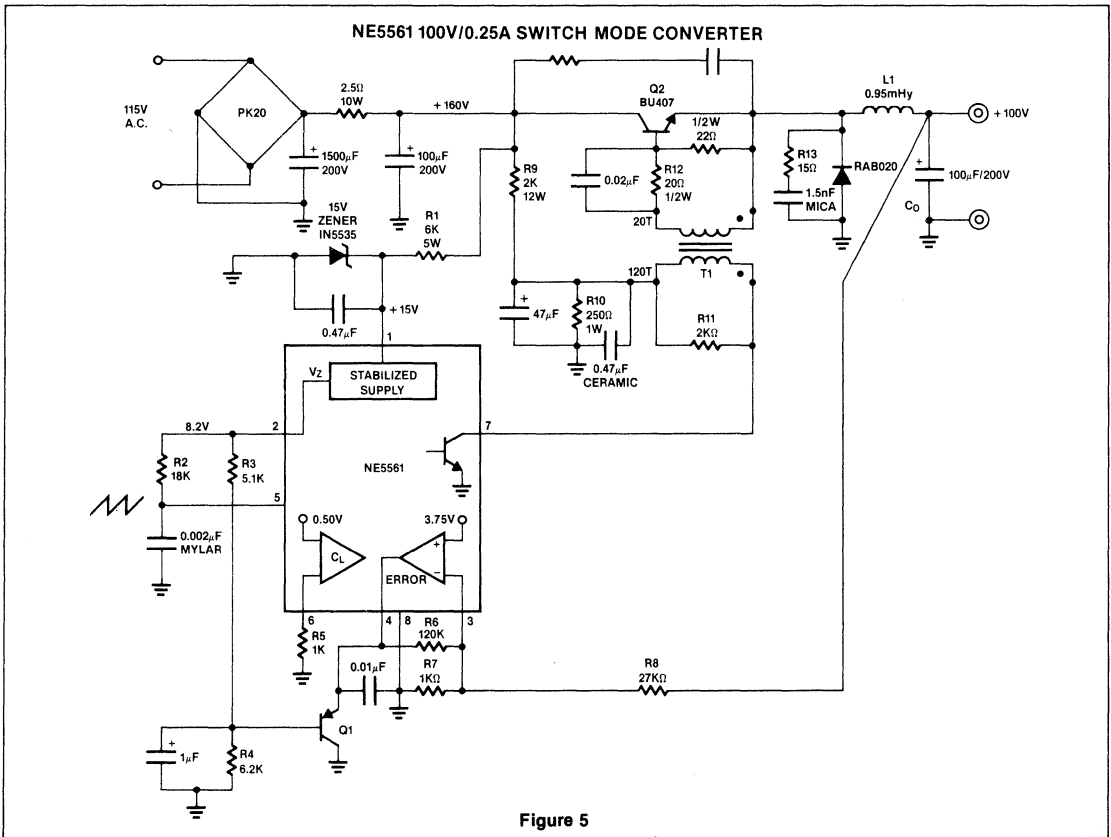 NE5561 100V/0.25A SWITCH MODE CONVERTER
115V
A.C.
PK20
2.5Ω
10W
+ 160V
+
1500μF
200V
+
100μF
200V
Q2
BU407
1/2W
22Ω
L1
0.95mHy
+ 100V
R9
2K
12W
0.02μF
R12
20Ω
1/2W
R13
15Ω
1.5nF
MICA
RAB020
+
100μF/200V
CO
15V
ZENER
IN5535
R1
6K
5W
20T
120T
T1
+ 15V
0.47μF
+
47μF
R10
250Ω
1W
0.47μF
CERAMIC
R11
2KΩ
1
VZ
STABILIZED
SUPPLY
8.2V
2
7
R2
18K
R3
5.1K
NE5561
5
0.002μF
MYLAR
0.50V
CL
3.75V
+
−
ERROR
6
4
8
3
R5
1K
R6
120K
0.01μF
R7
1KΩ
R8
27KΩ
Q1
+
1μF
R4
6.2K
Figure 5